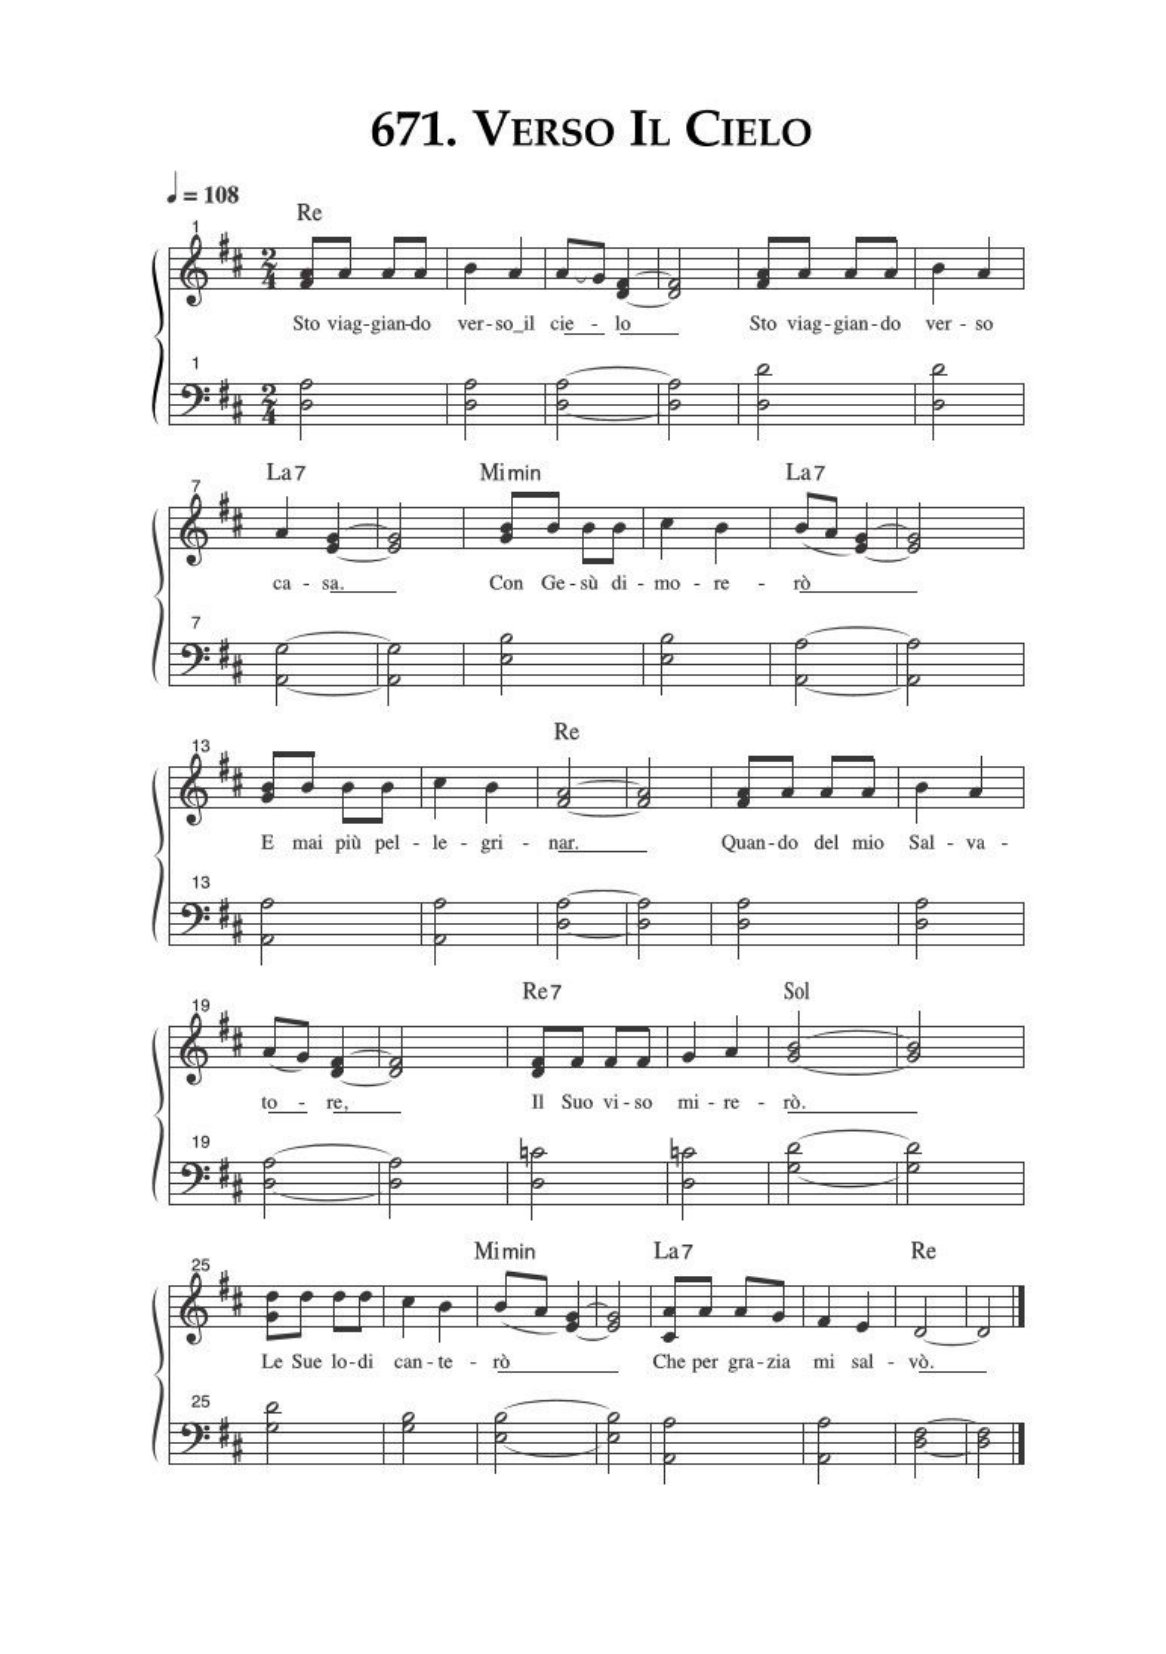 671. VERSO IL CIELO
♩ = 108
Re
1
2 4
Sto viag-gian-do ver-so_il cie - lo Sto viag-gian-do ver - so
1
2 4
La7 Mimin La7
7
ca - sa. Con Ge-sù di - mo - re - rò
7
Re
13
E mai più pel - le - gri - nar. Quan-do del mio Sal - va -
13
Re7 Sol
19
to - re, Il Suo vi-so mi - re - rò.
19
Mimin La7 Re
25
Le Sue lo-di can-te - rò Che per gra-zia mi sal - vò.
25